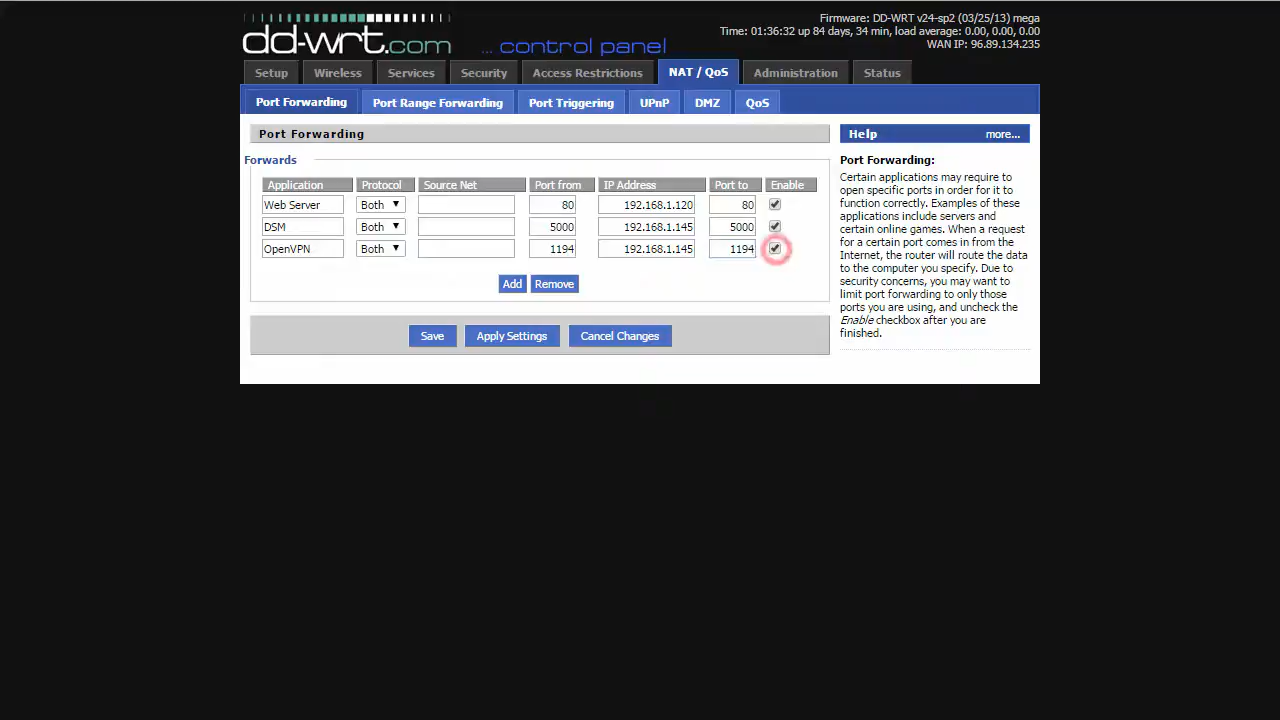 Firmware: DD-WRT v24-sp2 (03/25/13) mega
Time: 01:36:32 up 84 days, 34 min, load average: 0.00, 0.00, 0.00
WAN IP: 96.89.134.235
dd-wrt.com ... control panel
Setup Wireless Services Security Access Restrictions NAT / QoS Administration Status
Port Forwarding Port Range Forwarding Port Triggering UPnP DMZ QoS
Port Forwarding
Forwards
Application Protocol Source Net Port from IP Address Port to Enable
Web Server Both 80 192.168.1.120 80
DSM Both 5000 192.168.1.145 5000
OpenVPN Both 1194 192.168.1.145 1194
Add Remove
Save Apply Settings Cancel Changes
Help more...
Port Forwarding:
Certain applications may require to
open specific ports in order for it to
function correctly. Examples of these
applications include servers and
certain online games. When a request
for a certain port comes in from the
Internet, the router will route the data
to the computer you specify. Due to
security concerns, you may want to
limit port forwarding to only those
ports you are using, and uncheck the
Enable checkbox after you are
finished.